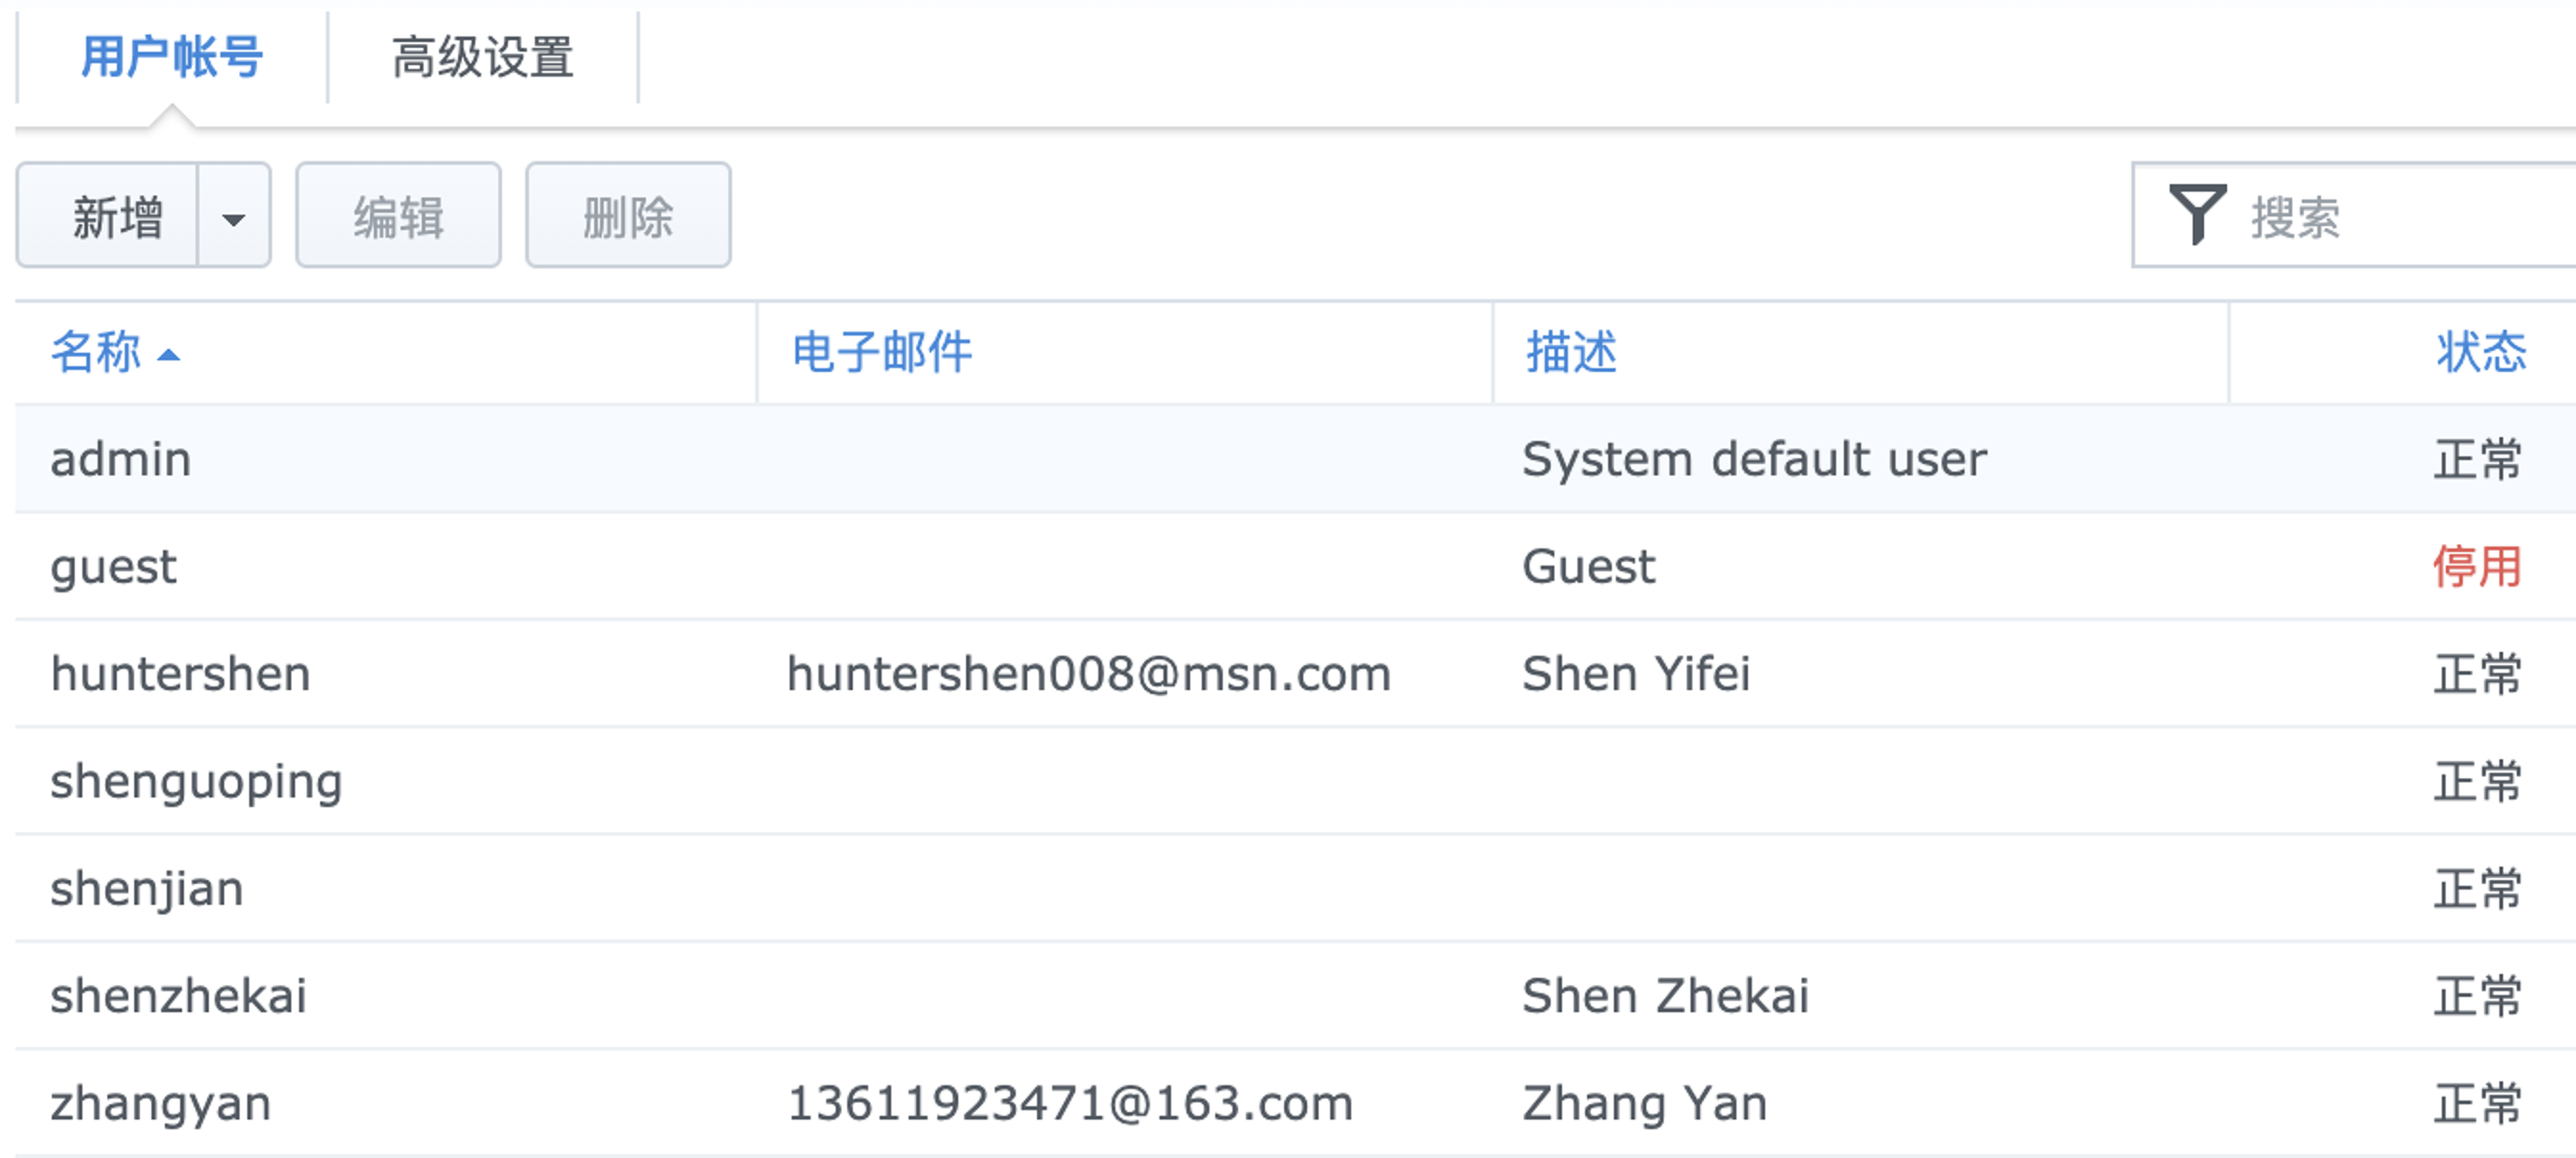 用户帐号 高级设置
新增 编辑 删除 搜索
名称 电子邮件 描述 状态
admin System default user 正常
guest Guest 停用
huntershen huntershen008@msn.com Shen Yifei 正常
shenguoping 正常
shenjian 正常
shenzhekai Shen Zhekai 正常
zhangyan 13611923471@163.com Zhang Yan 正常